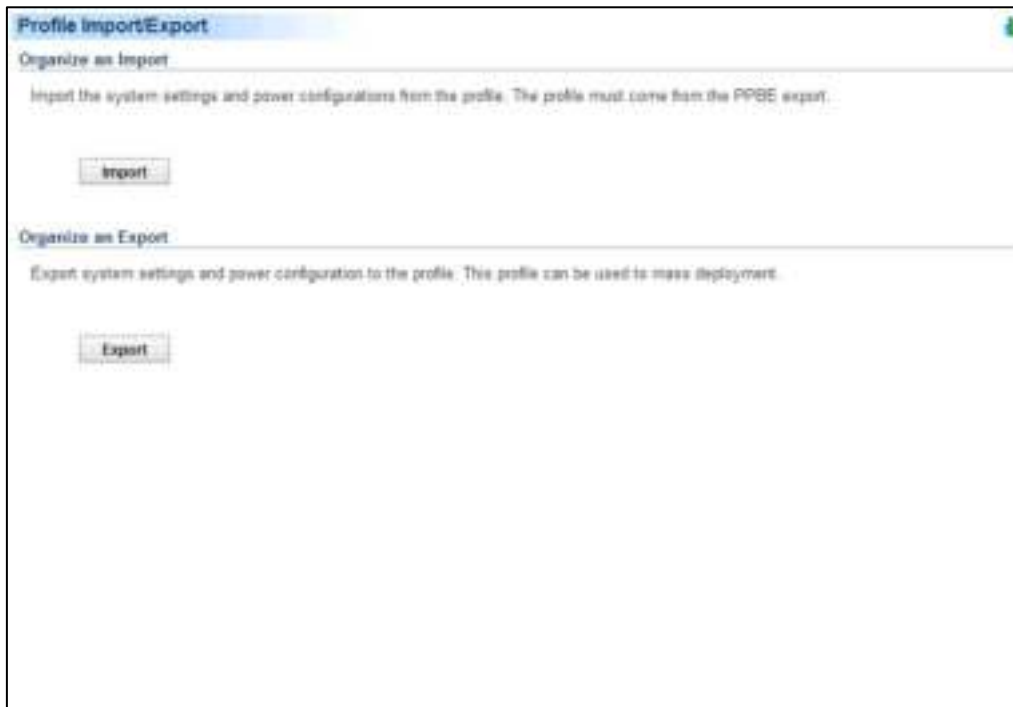 Profile Import/Export
Organize an Import
Import the system settings and power configurations from the profile. The profile must come from the PPBE export.
Import
Organize an Export
Export system settings and power configuration to the profile. This profile can be used to mass deployment.
Export